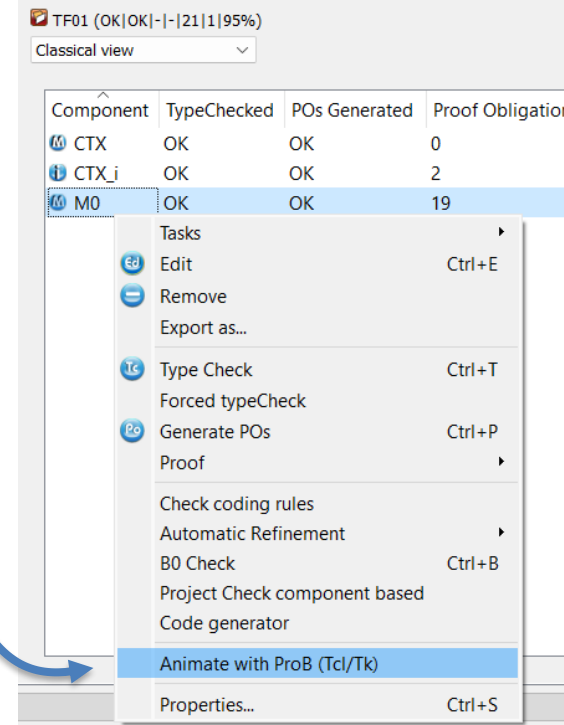 TF01 (OK|OK|-|-|21|1|95%)
Classical view
Component TypeChecked POs Generated Proof Obligation
CTX OK OK 0
CTX_i OK OK 2
M0 OK OK 19
Tasks
Edit Ctrl+E
Remove
Export as...
Type Check Ctrl+T
Forced typeCheck
Generate POs Ctrl+P
Proof
Check coding rules
Automatic Refinement
B0 Check Ctrl+B
Project Check component based
Code generator
Animate with ProB (Tcl/Tk)
Properties... Ctrl+S